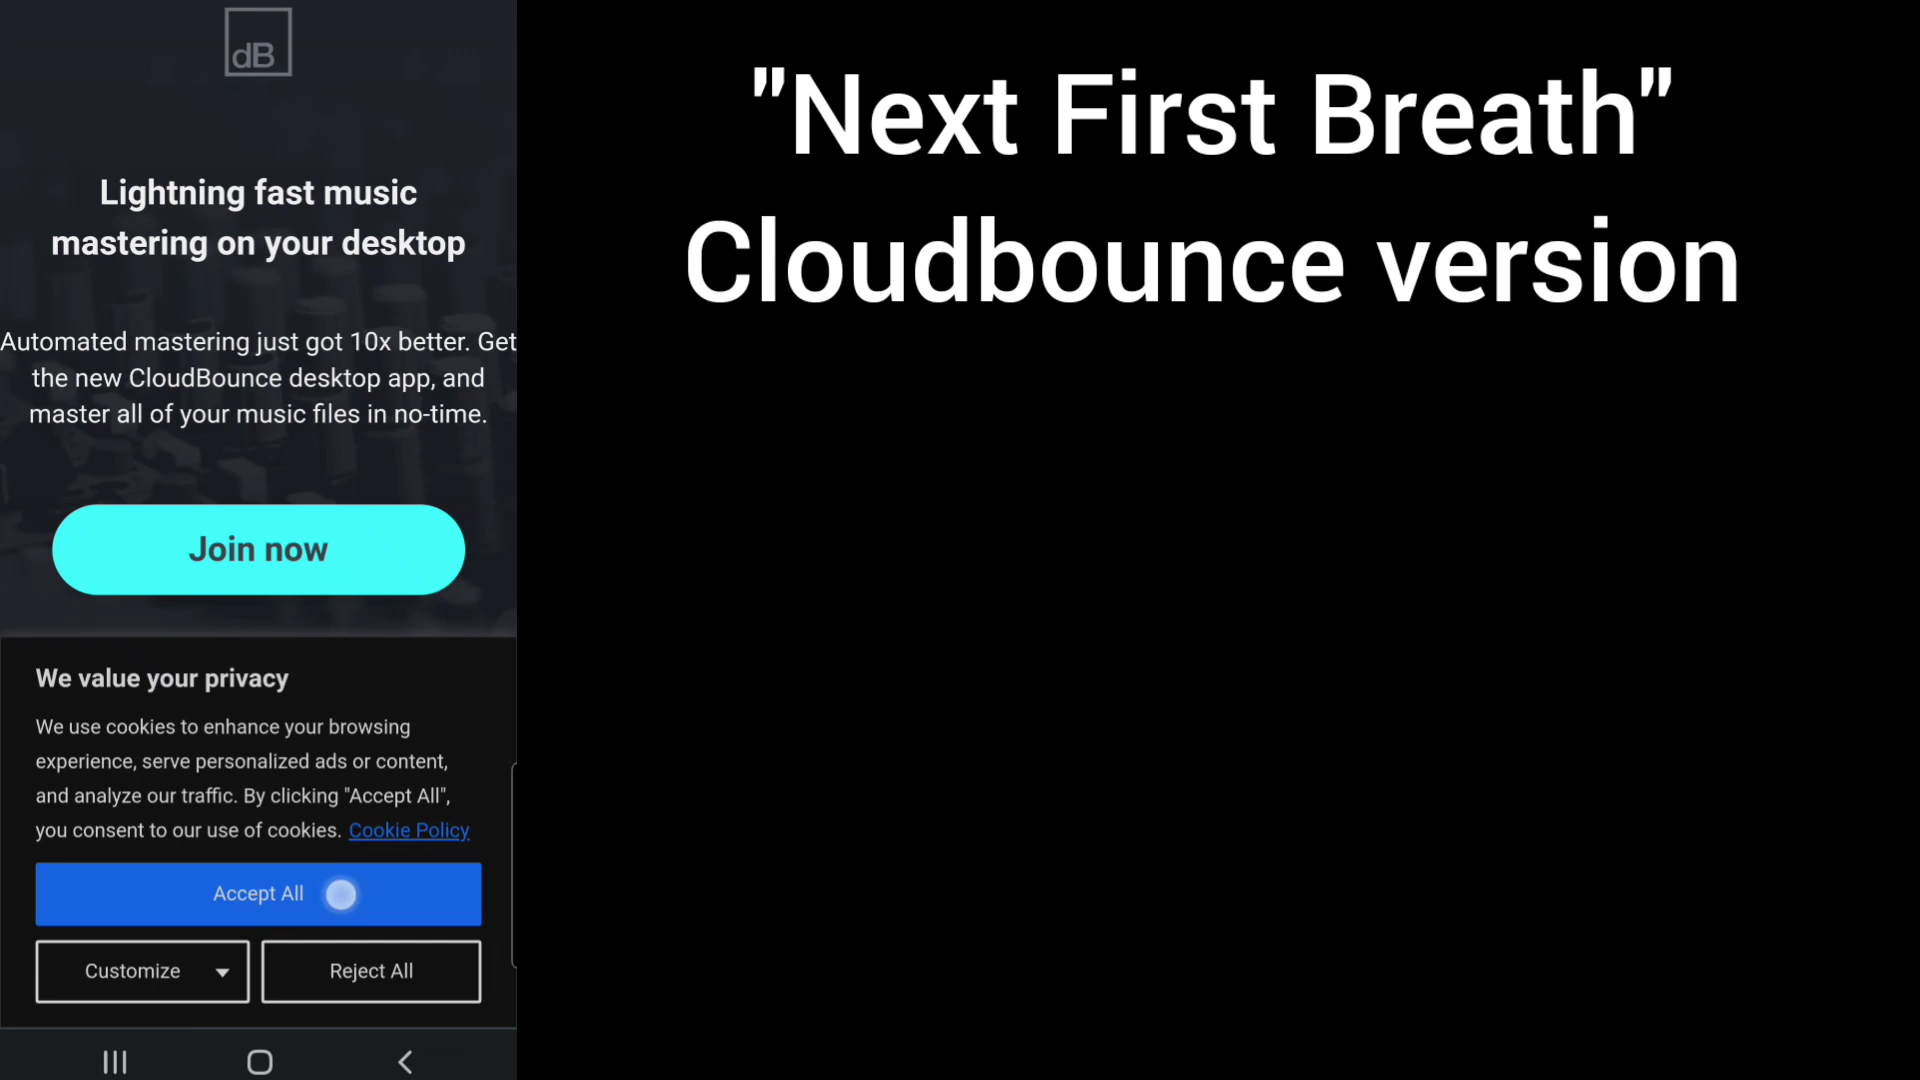 dB
Lightning fast music
mastering on your desktop
Automated mastering just got 10x better. Get
the new CloudBounce desktop app, and
master all of your music files in no-time.
Join now
We value your privacy
We use cookies to enhance your browsing
experience, serve personalized ads or content,
and analyze our traffic. By clicking "Accept All",
you consent to our use of cookies. Cookie Policy
Accept All
Customize
Reject All
"Next First Breath"
Cloudbounce version